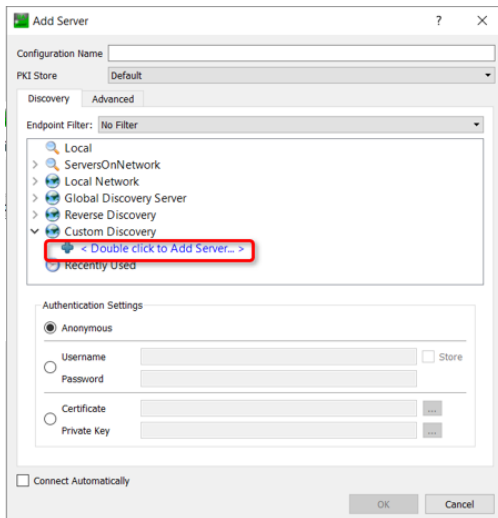 Add Server
Configuration Name
PKI Store Default
Discovery Advanced
Endpoint Filter: No Filter
Local
ServersOnNetwork
Local Network
Global Discovery Server
Reverse Discovery
Custom Discovery
< Double click to Add Server... >
Recently Used
Authentication Settings
Anonymous
Username Store
Password
Certificate ...
Private Key ...
Connect Automatically
OK Cancel